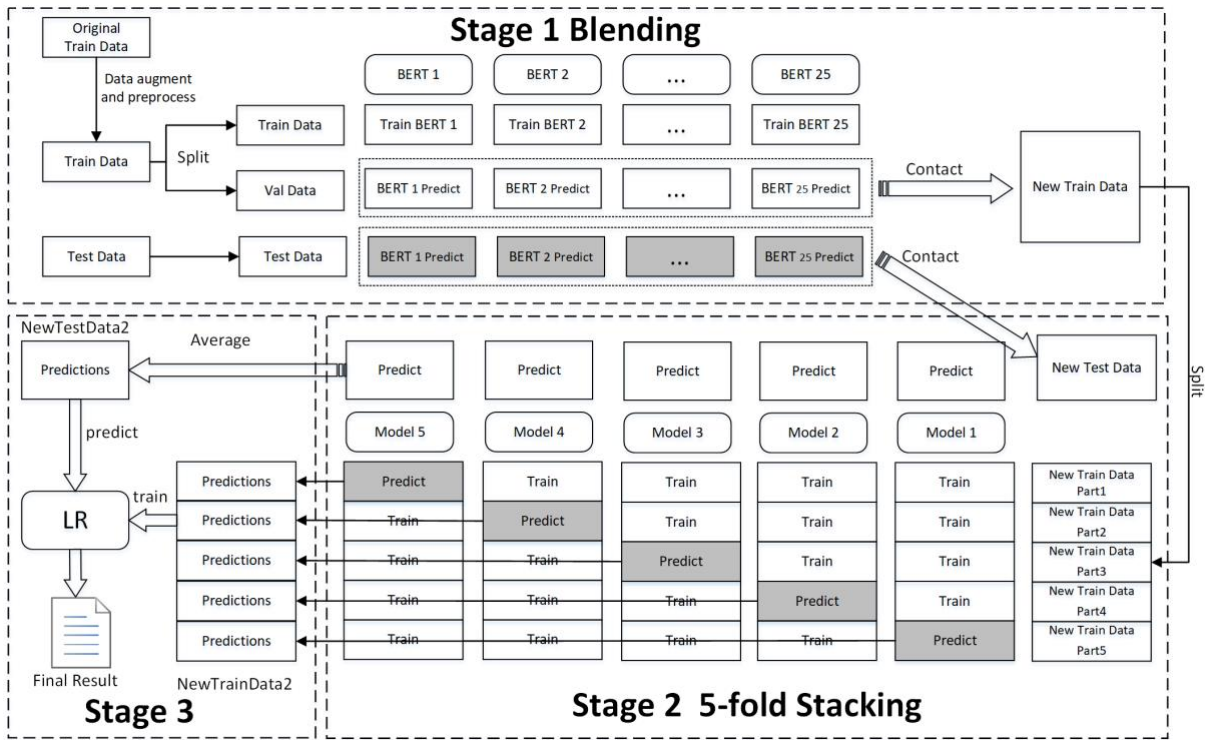 Stage 1 Blending
Original
Train Data
Data augment
and preprocess
BERT 1
BERT 2
...
BERT 25
Train Data
Train BERT 1
Train BERT 2
...
Train BERT 25
Train Data
Split
Val Data
BERT 1 Predict
BERT 2 Predict
...
BERT 25 Predict
Contact
New Train Data
Test Data
Test Data
BERT 1 Predict
BERT 2 Predict
...
BERT 25 Predict
Contact
Split
NewTestData2
Predictions
Average
Predict
Predict
Predict
Predict
Predict
New Test Data
predict
Model 5
Model 4
Model 3
Model 2
Model 1
LR
train
Predictions
Predict
Train
Train
Train
Train
New Train Data
Part1
Predictions
Train
Predict
Train
Train
Train
New Train Data
Part2
Predictions
Train
Train
Predict
Train
Train
New Train Data
Part3
Predictions
Train
Train
Train
Predict
Train
New Train Data
Part4
Predictions
Train
Train
Train
Train
Predict
New Train Data
Part5
Final Result
NewTrainData2
Stage 3
Stage 2 5-fold Stacking